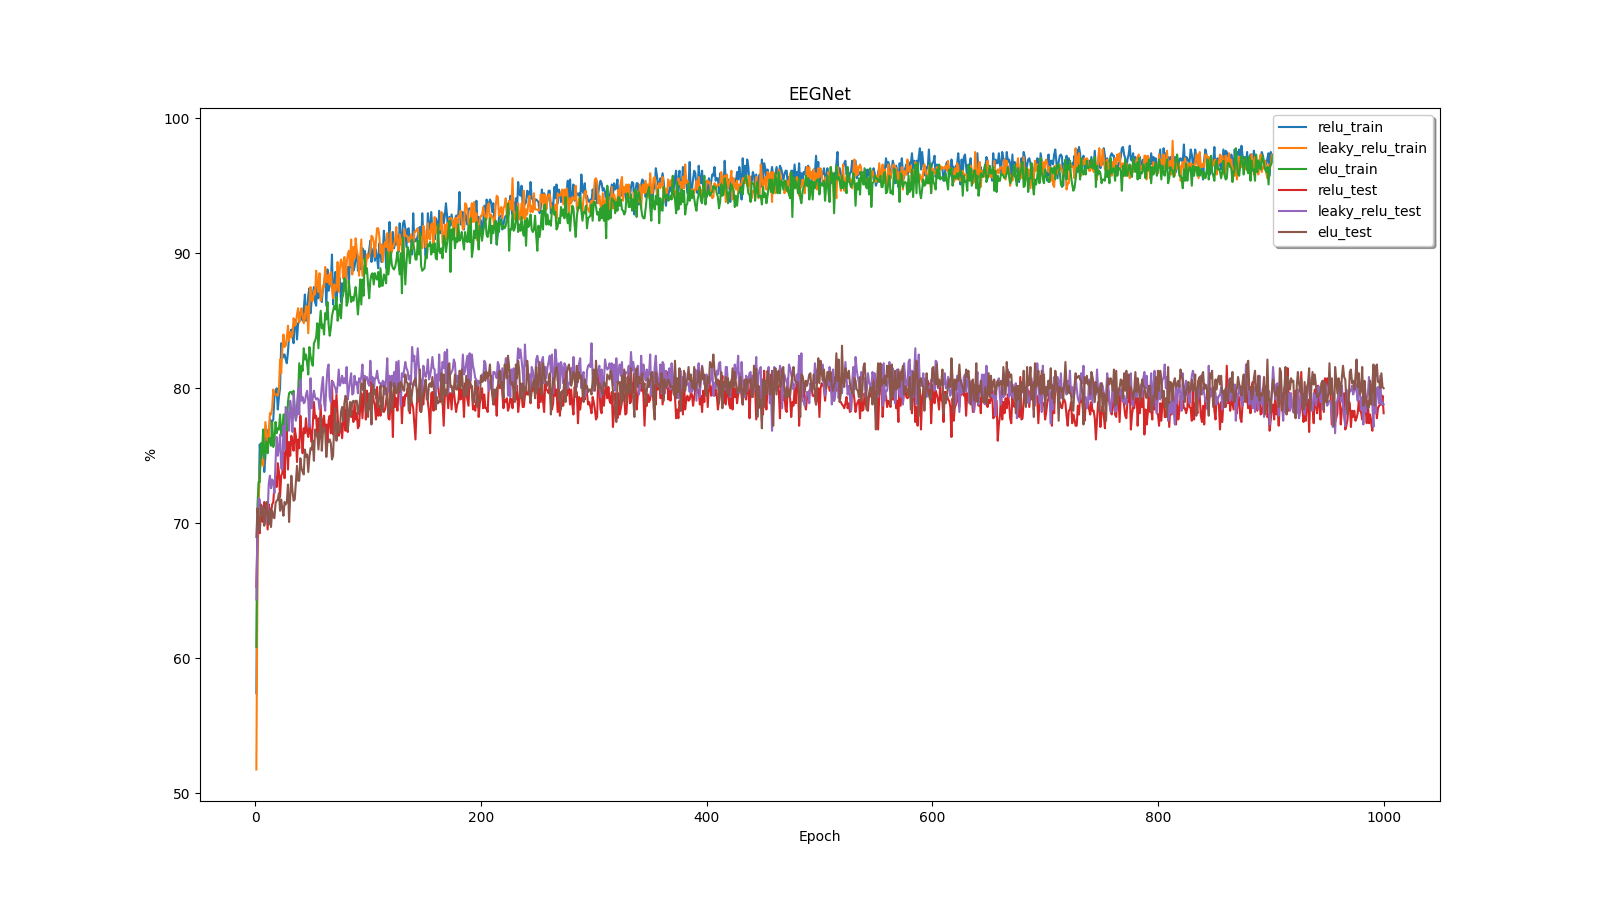 EEGNet
100
90
80
70
60
50
%
0 200 400 600 800 1000
Epoch
relu_train
leaky_relu_train
elu_train
relu_test
leaky_relu_test
elu_test